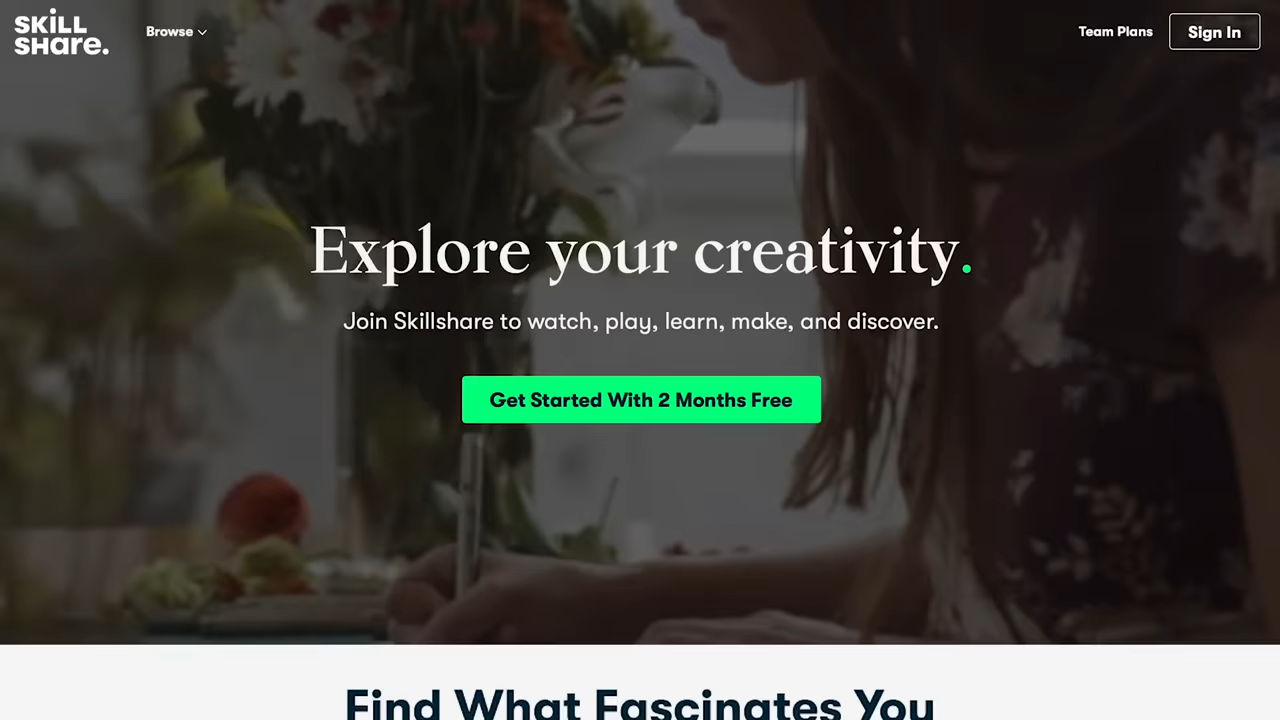 SKiLL
SHare.
Browse
Team Plans
Sign In
Explore your creativity.
Join Skillshare to watch, play, learn, make, and discover.
Get Started With 2 Months Free
Find What Fascinates You